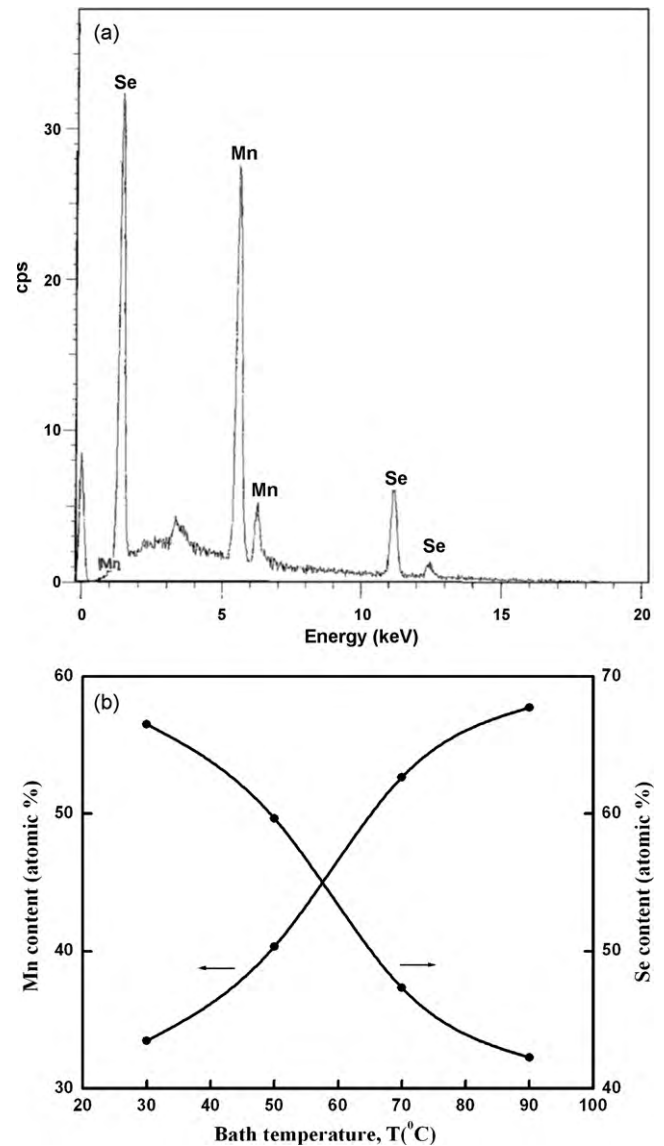 (a)
Se
Mn
30
20
cps
10
Mn
Se
Se
Mn
0
0 5 10 15 20
Energy (keV)
60 70
(b)
50 60
Mn content (atomic %)
Se content (atomic %)
40 50
30 40
20 30 40 50 60 70 80 90 100
Bath temperature, T(⁰C)